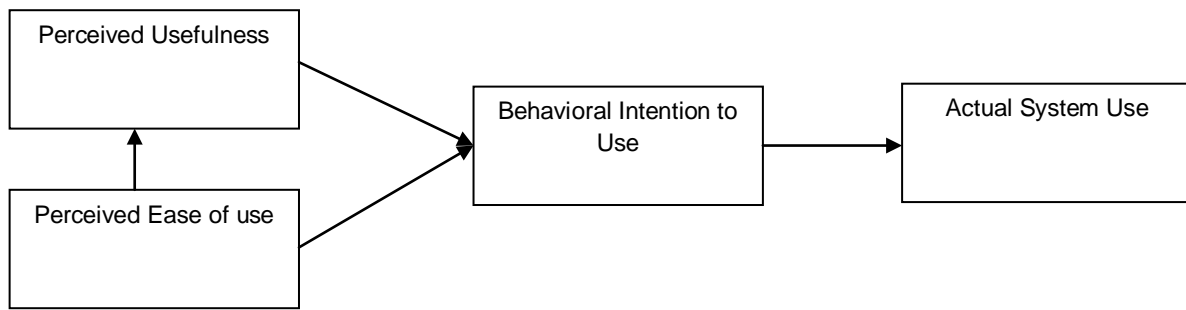 Perceived Usefulness
Perceived Ease of use
Behavioral Intention to
Use
Actual System Use